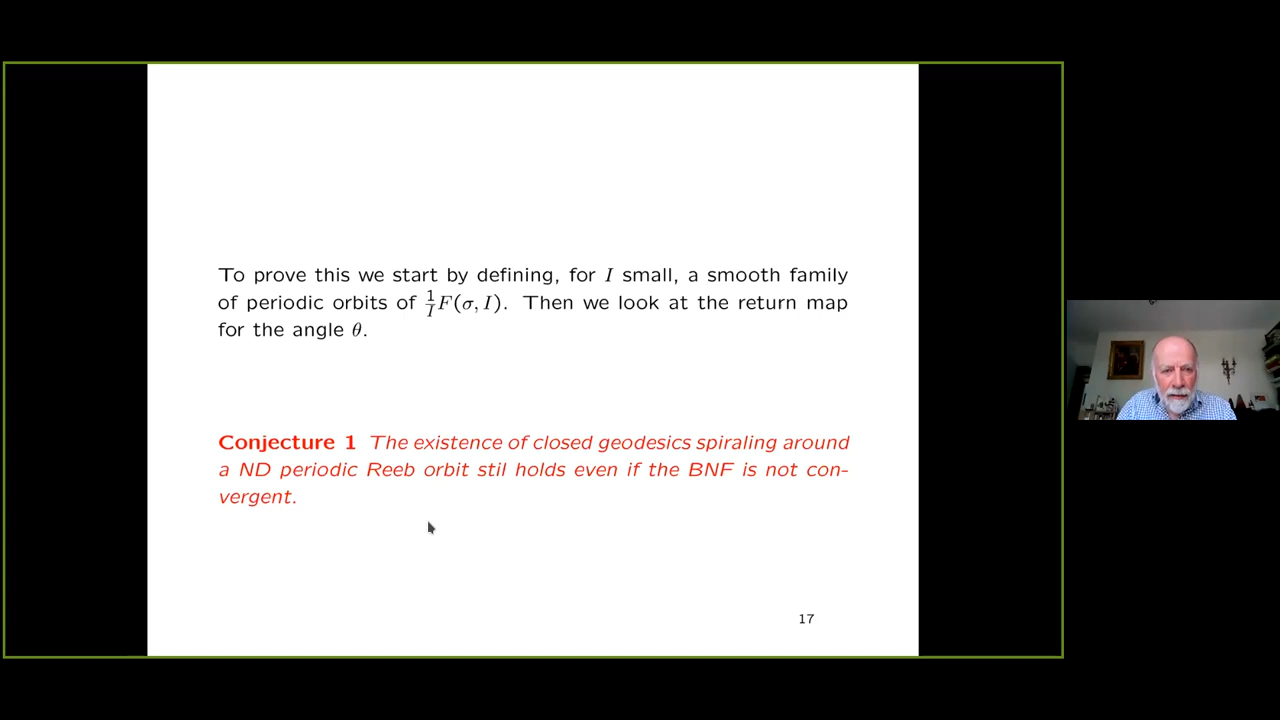 To prove this we start by defining, for I small, a smooth family
of periodic orbits of \frac{1}{I}F(σ, I). Then we look at the return map
for the angle θ.
Conjecture 1 The existence of closed geodesics spiraling around
a ND periodic Reeb orbit stil holds even if the BNF is not con-
vergent.
17